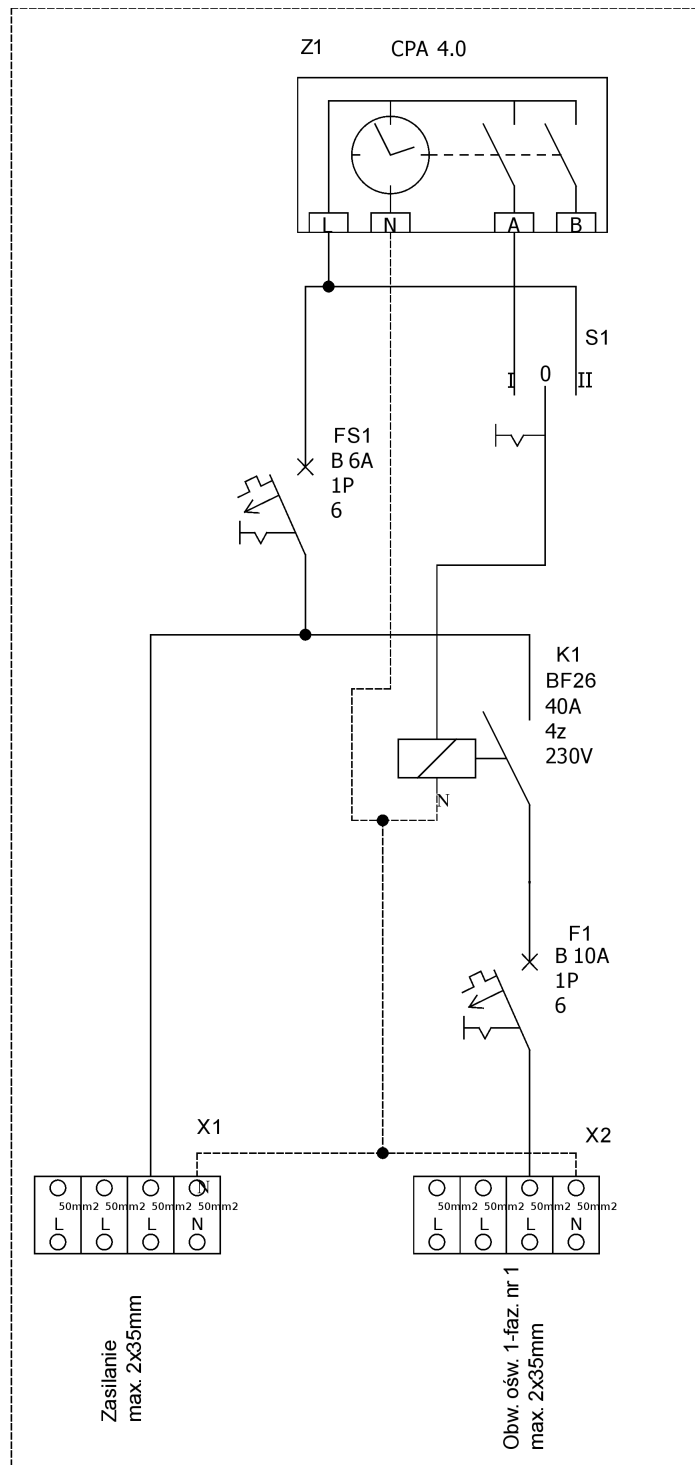 Z1 CPA 4.0
L N A B
S1
I 0 II
FS1
B 6A
1P
6
K1
BF26
40A
4z
230V
N
F1
B 10A
1P
6
X1
X2
N
50mm2 50mm2 50mm2 50mm2
L L L N
50mm2 50mm2 50mm2 50mm2
L L L N
Zasilanie
max. 2x35mm
Obw. ośw. 1-faz. nr 1
max. 2x35mm